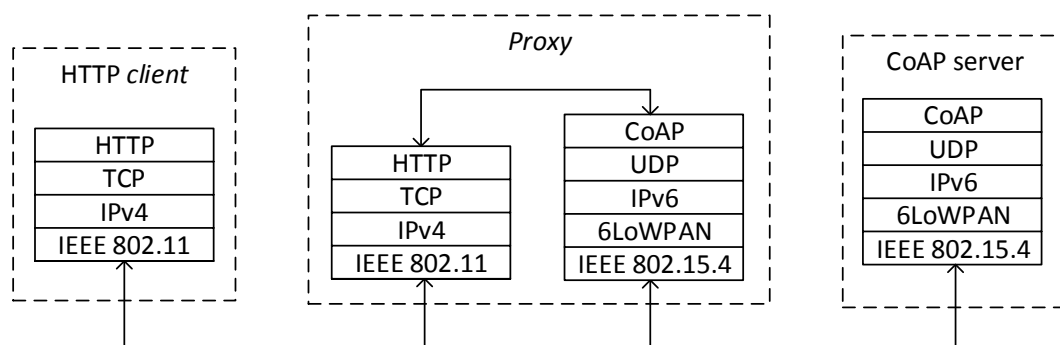 HTTP client
HTTP
TCP
IPv4
IEEE 802.11
Proxy
HTTP
TCP
IPv4
IEEE 802.11
CoAP
UDP
IPv6
6LoWPAN
IEEE 802.15.4
CoAP server
CoAP
UDP
IPv6
6LoWPAN
IEEE 802.15.4